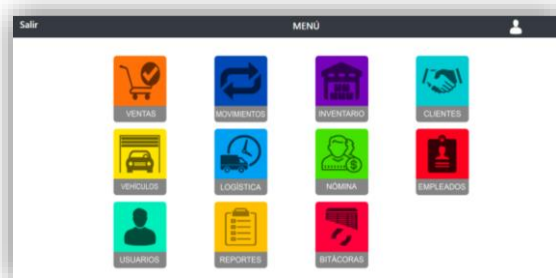 Salir MENÚ
VENTAS MOVIMIENTOS INVENTARIO CLIENTES
VEHÍCULOS LOGÍSTICA NÓMINA EMPLEADOS
USUARIOS REPORTES BITÁCORAS